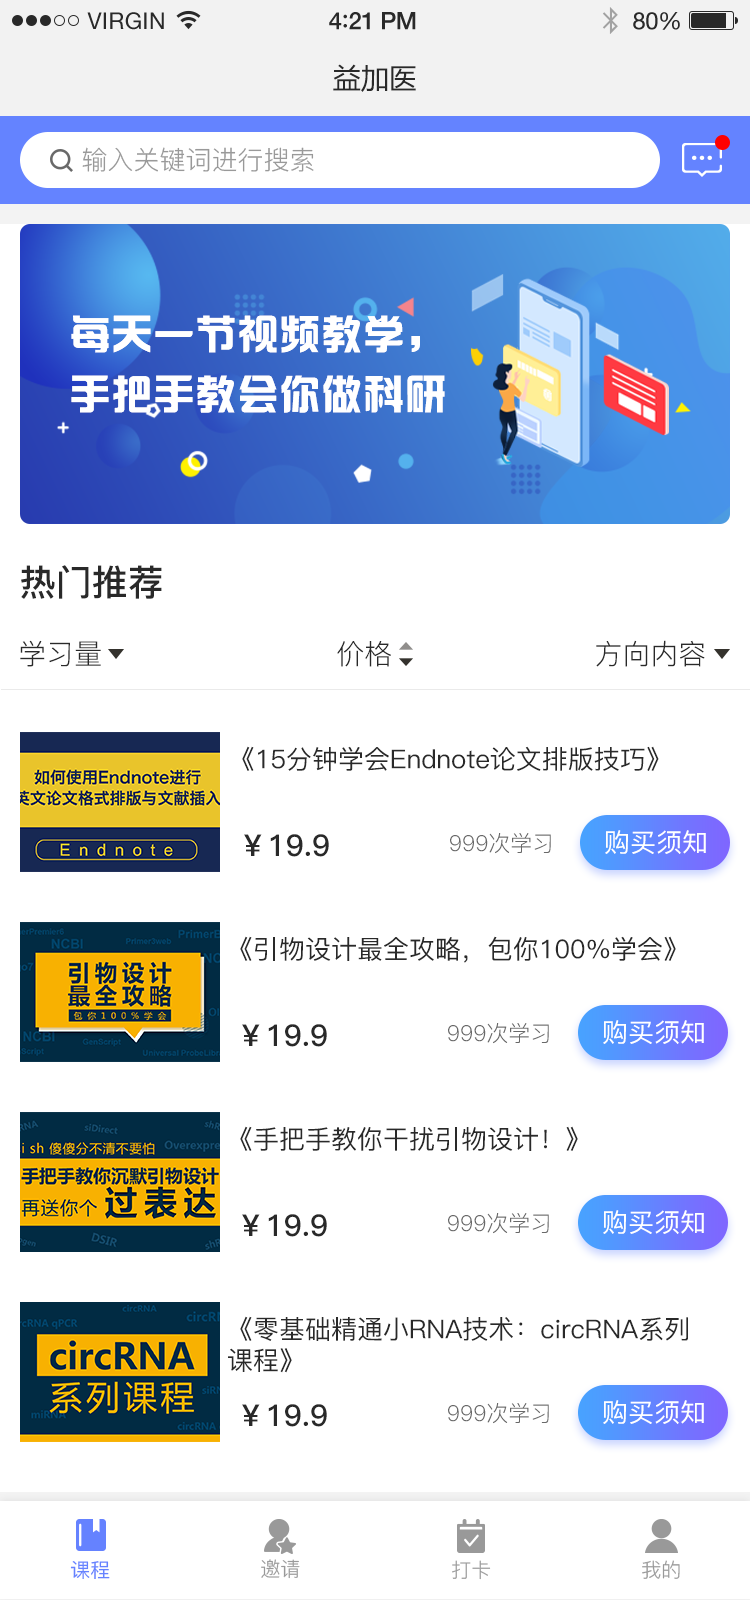 VIRGIN 4:21 PM 80%
益加医
输入关键词进行搜索
每天一节视频教学，
手把手教会你做科研
热门推荐
学习量 价格 方向内容
如何使用Endnote进行
英文论文格式排版与文献插入
Endnote
《15分钟学会Endnote论文排版技巧》
¥ 19.9 999次学习 购买须知
NCBI Primer3web
引物设计
最全攻略
包你100%学会
NCBI GenScript
《引物设计最全攻略，包你100%学会》
¥ 19.9 999次学习 购买须知
siDirect
sh 傻傻分不清不要怕 Overexpre
手把手教你沉默引物设计
再送你个 过表达
DSIR
《手把手教你干扰引物设计！》
¥ 19.9 999次学习 购买须知
circRNA
cRNA qPCR
circRNA
系列课程
miRNA
circRNA
《零基础精通小RNA技术：circRNA系列
课程》
¥ 19.9 999次学习 购买须知
课程 邀请 打卡 我的